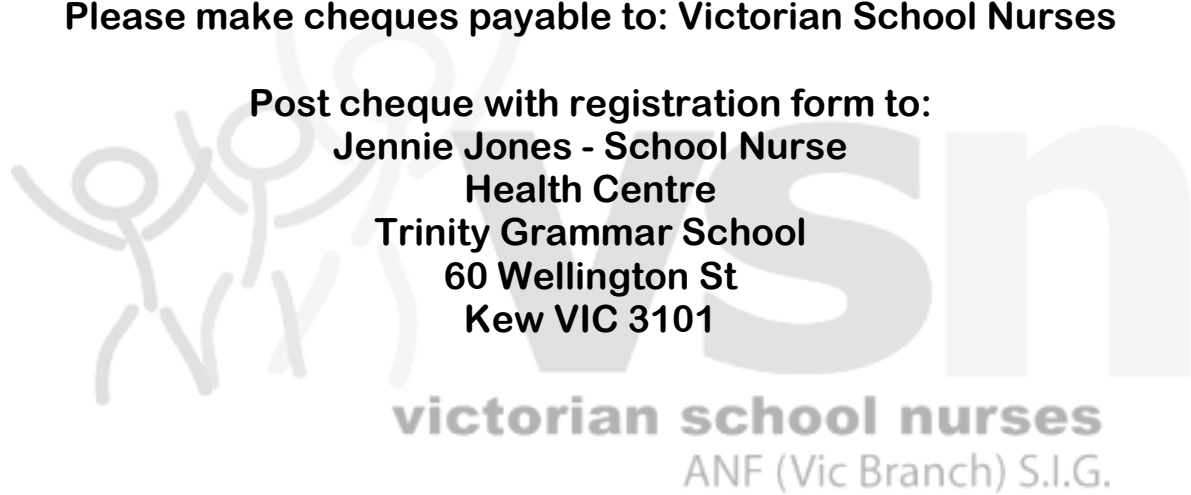 Please make cheques payable to: Victorian School Nurses
Post cheque with registration form to:
Jennie Jones - School Nurse
Health Centre
Trinity Grammar School
60 Wellington St
Kew VIC 3101
vsn
victorian school nurses
ANF (Vic Branch) S.I.G.